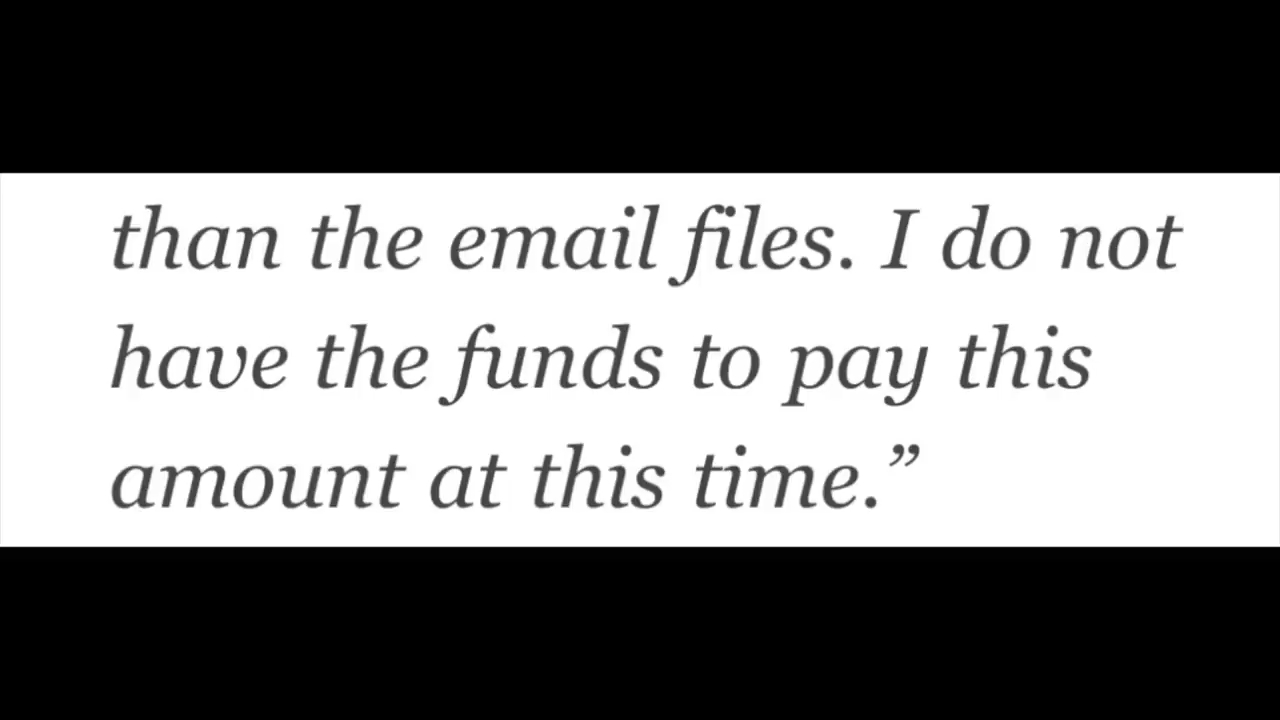 than the email files. I do not
have the funds to pay this
amount at this time.”